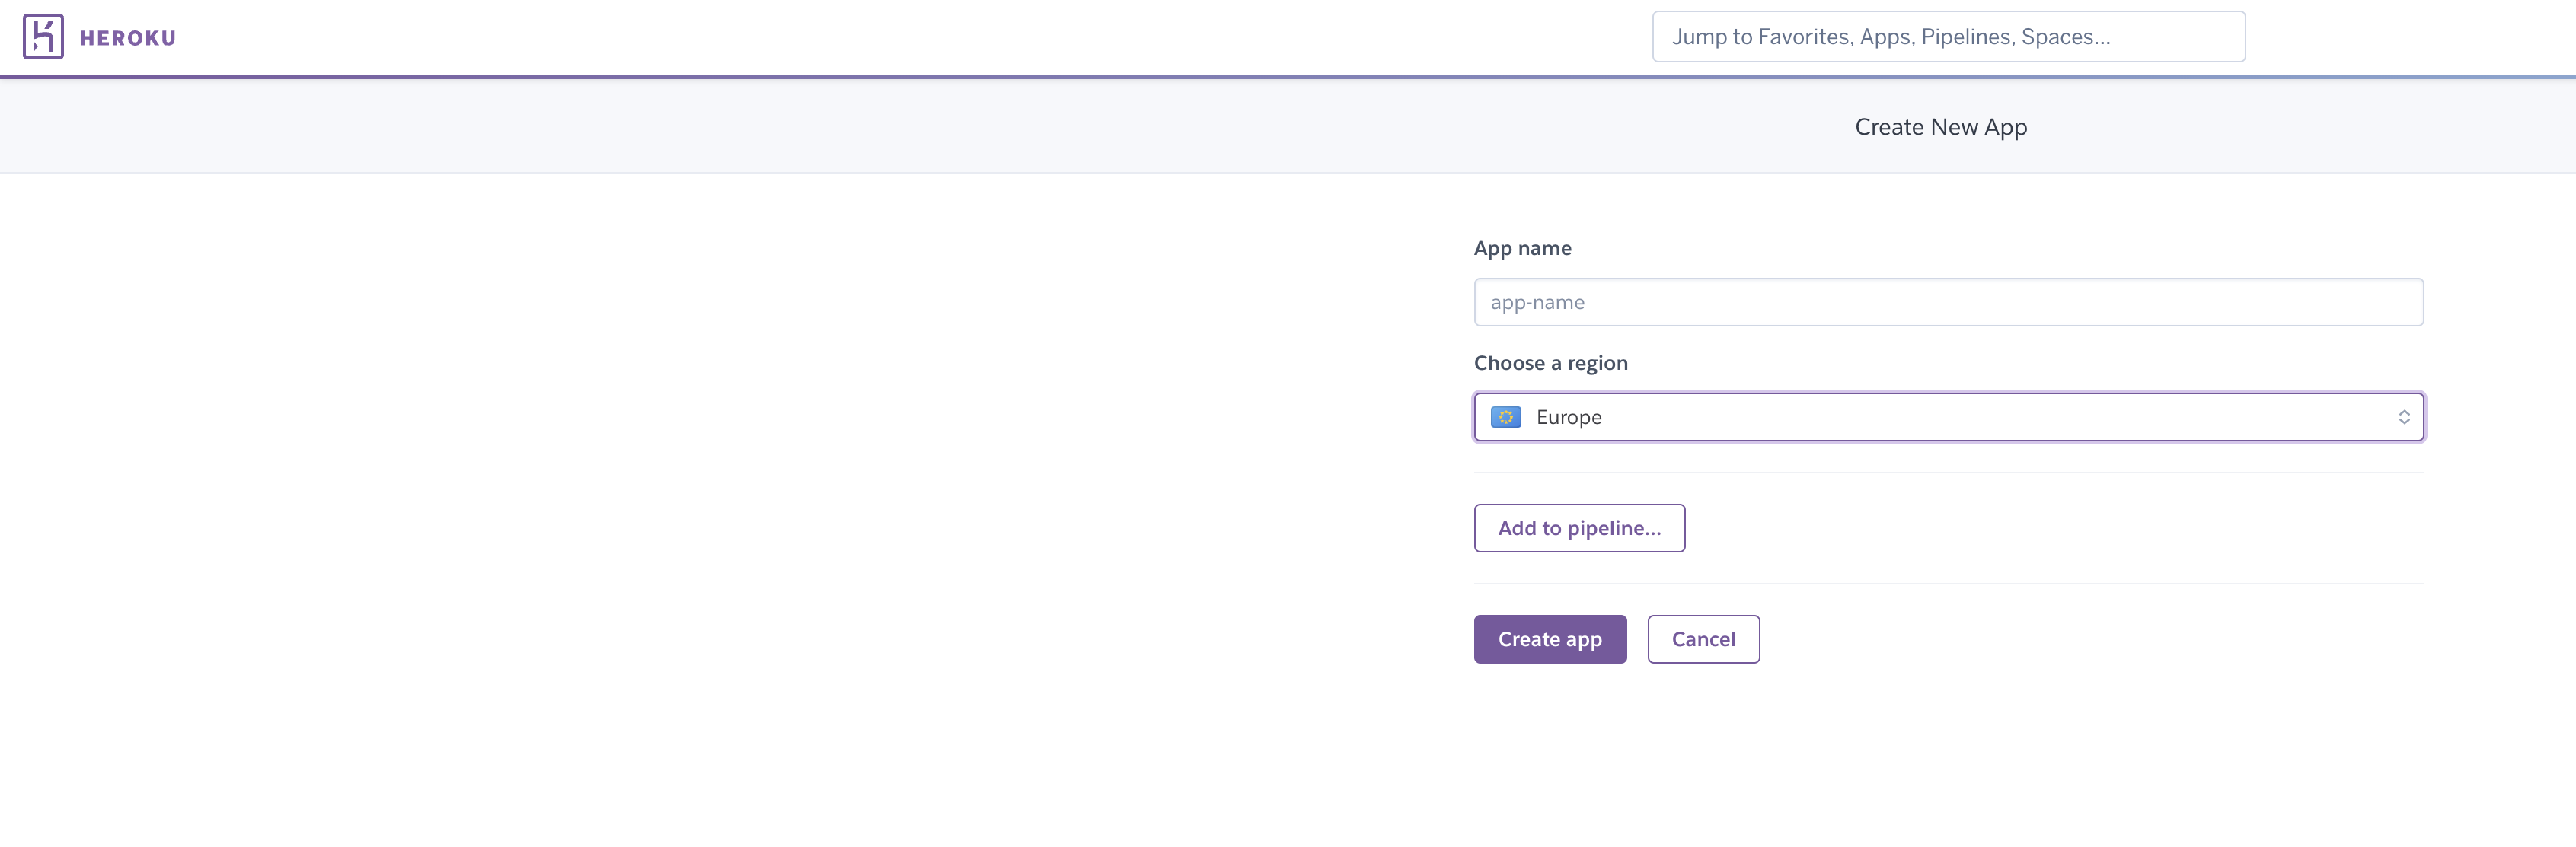 HEROKU
Jump to Favorites, Apps, Pipelines, Spaces...
Create New App
App name
app-name
Choose a region
Europe
Add to pipeline...
Create app
Cancel